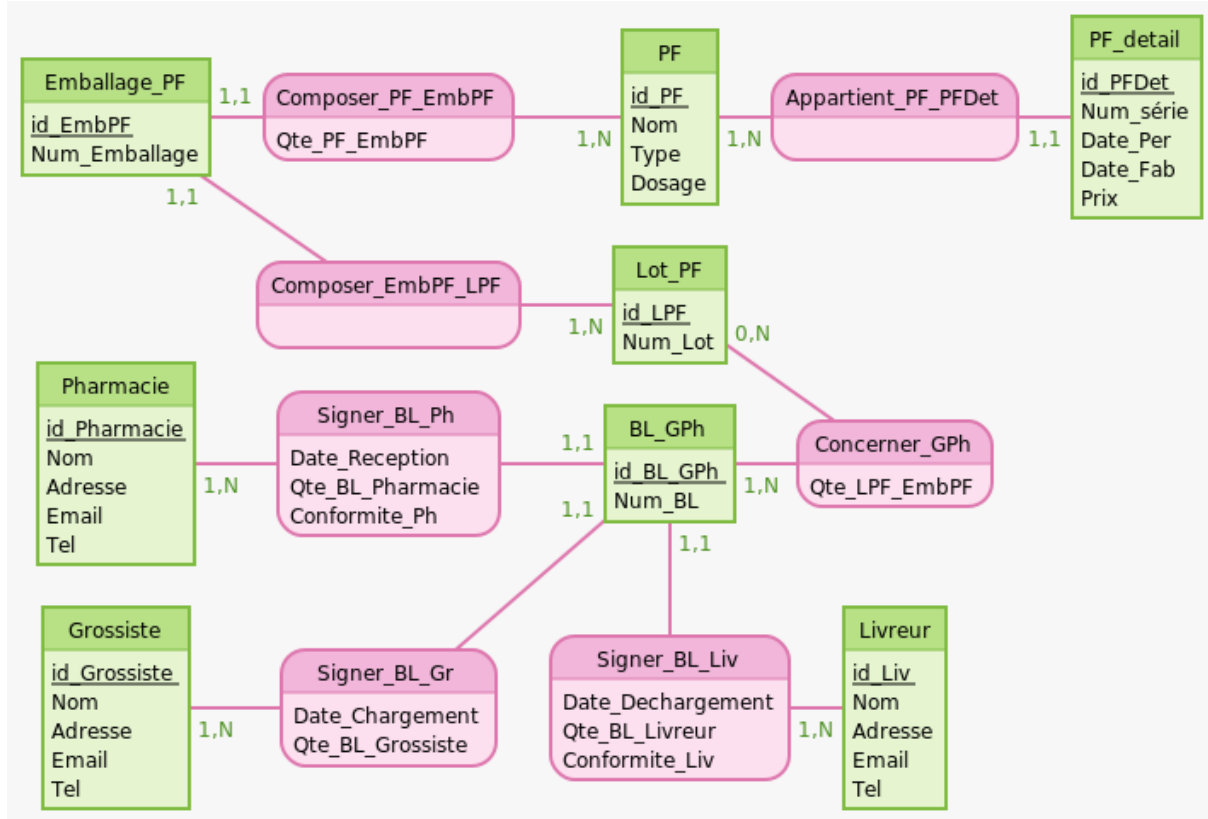 Emballage_PF
id_EmbPF
Num_Emballage
1,1
1,1
Composer_PF_EmbPF
Qte_PF_EmbPF
1,N
PF
id_PF
Nom
Type
Dosage
1,N
Appartient_PF_PFDet
1,1
PF_detail
id_PFDet
Num_série
Date_Per
Date_Fab
Prix
Composer_EmbPF_LPF
1,N
Lot_PF
id_LPF
Num_Lot
0,N
Pharmacie
id_Pharmacie
Nom
Adresse
Email
Tel
1,N
Signer_BL_Ph
Date_Reception
Qte_BL_Pharmacie
Conformite_Ph
1,1
1,1
BL_GPh
id_BL_GPh
Num_BL
1,1
1,N
Concerner_GPh
Qte_LPF_EmbPF
Grossiste
id_Grossiste
Nom
Adresse
Email
Tel
1,N
Signer_BL_Gr
Date_Chargement
Qte_BL_Grossiste
Signer_BL_Liv
Date_Dechargement
Qte_BL_Livreur
Conformite_Liv
1,N
Livreur
id_Liv
Nom
Adresse
Email
Tel